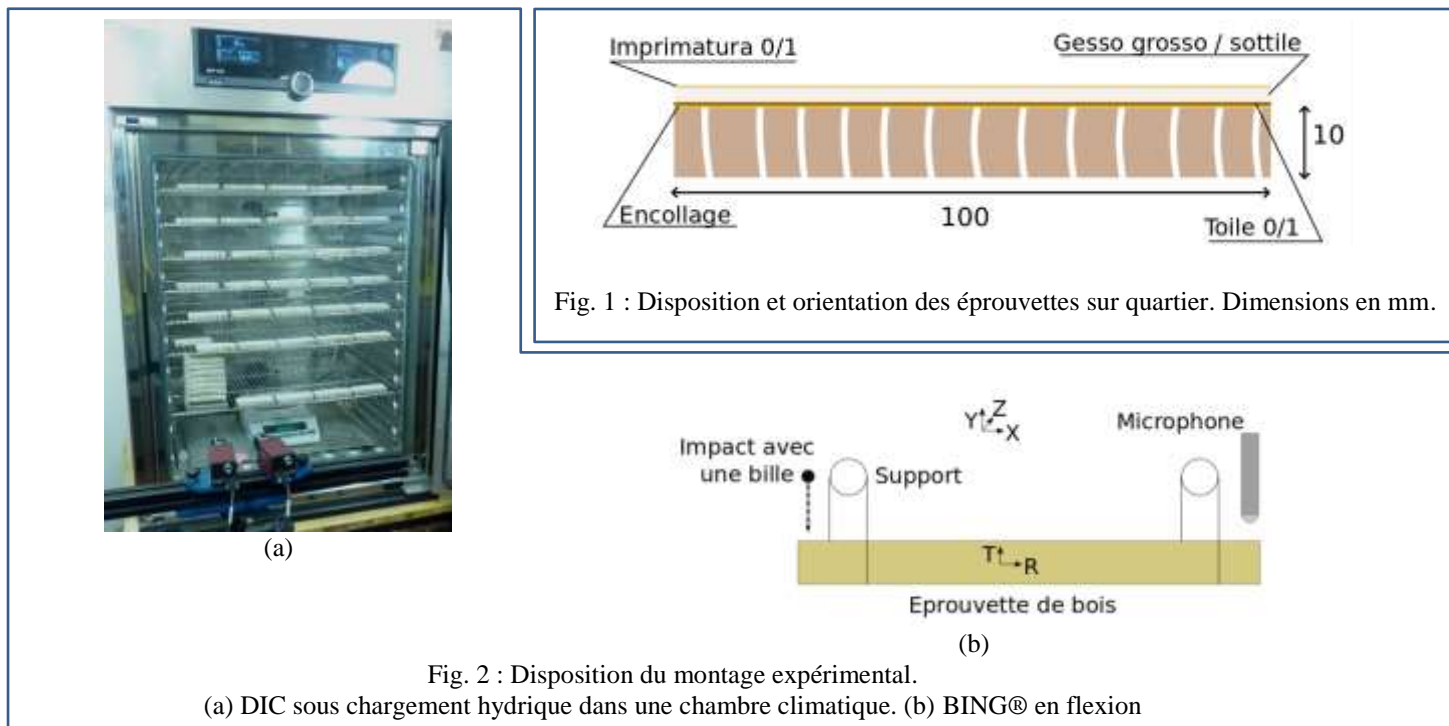 Imprimatura 0/1
Gesso grosso / sottile
10
Encollage
100
Toile 0/1
Fig. 1 : Disposition et orientation des éprouvettes sur quartier. Dimensions en mm.
(a)
Y Z X
Microphone
Impact avec
une bille
Support
T R
Eprouvette de bois
(b)
Fig. 2 : Disposition du montage expérimental.
(a) DIC sous chargement hydrique dans une chambre climatique. (b) BING® en flexion